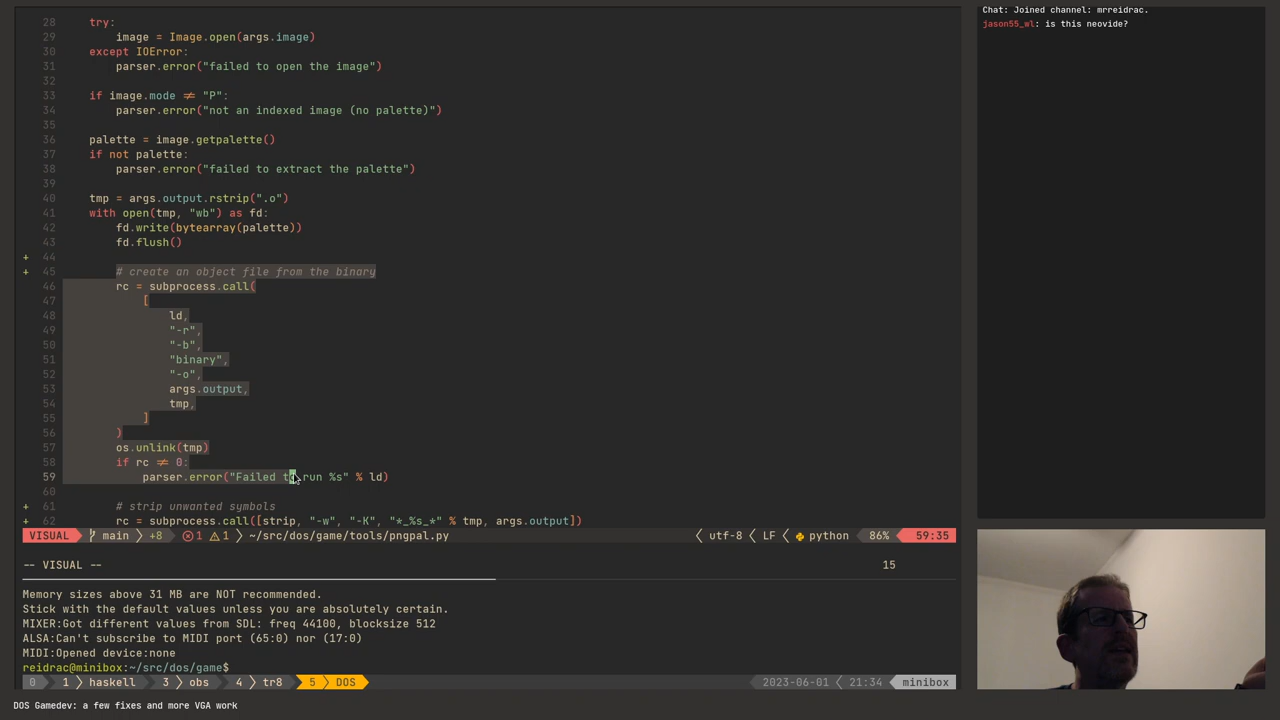 28     try:
29         image = Image.open(args.image)
30     except IOError:
31         parser.error("failed to open the image")
32
33     if image.mode ≠ "P":
34         parser.error("not an indexed image (no palette)")
35
36     palette = image.getpalette()
37     if not palette:
38         parser.error("failed to extract the palette")
39
40     tmp = args.output.rstrip(".o")
41     with open(tmp, "wb") as fd:
42         fd.write(bytearray(palette))
43         fd.flush()
+ 44
+ 45         # create an object file from the binary
46         rc = subprocess.call(
47             [
48                 ld,
49                 "-r",
50                 "-b",
51                 "binary",
52                 "-o",
53                 args.output,
54                 tmp,
55             ]
56         )
57         os.unlink(tmp)
58         if rc ≠ 0:
59             parser.error("Failed to run %s" % ld)
60
+ 61         # strip unwanted symbols
+ 62         rc = subprocess.call([strip, "-w", "-K", "*_%s_*" % tmp, args.output])
VISUAL main +8 1 1 ~/src/dos/game/tools/pngpal.py utf-8 LF python 86% 59:35
-- VISUAL -- 15
Memory sizes above 31 MB are NOT recommended.
Stick with the default values unless you are absolutely certain.
MIXER:Got different values from SDL: freq 44100, blocksize 512
ALSA:Can't subscribe to MIDI port (65:0) nor (17:0)
MIDI:Opened device:none
reidrac@minibox:~/src/dos/game$
0 1 haskell 3 obs 4 tr8 5 DOS 2023-06-01 21:34 minibox
DOS Gamedev: a few fixes and more VGA work
Chat: Joined channel: mrreidrac.
jason55_wl: is this neovide?